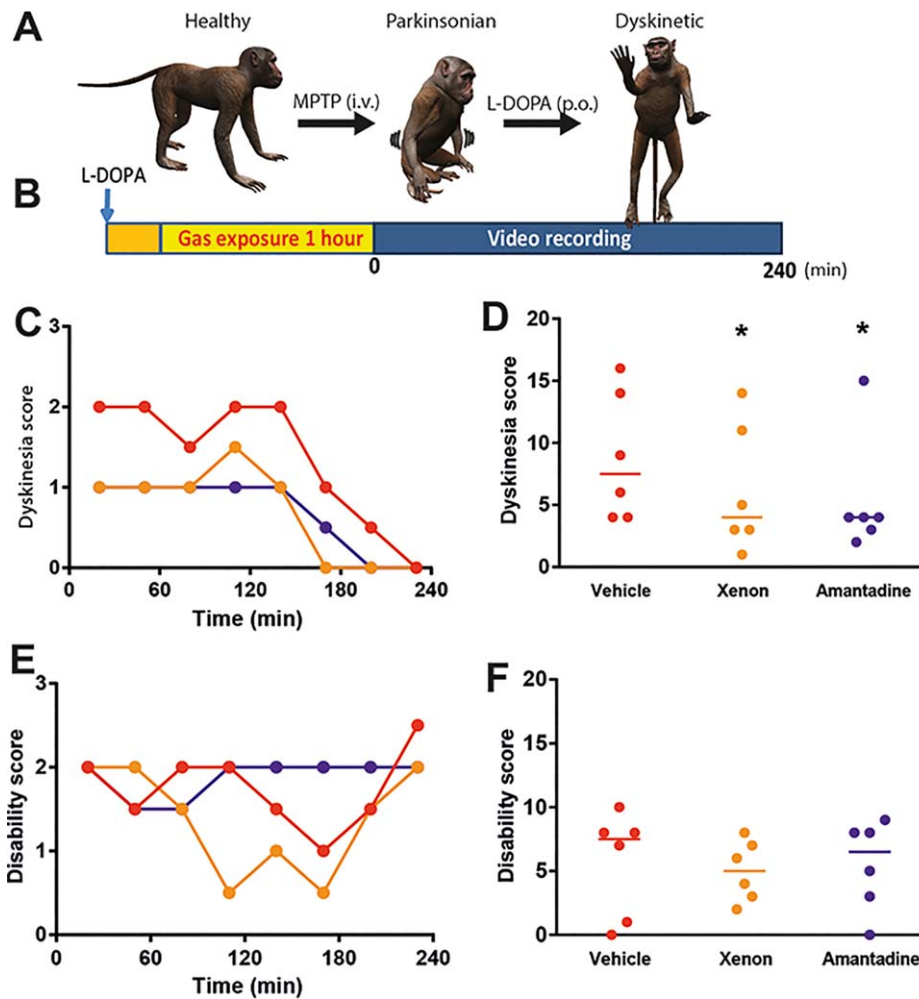 A
Healthy
Parkinsonian
Dyskinetic
MPTP (i.v.)
L-DOPA (p.o.)
L-DOPA
B
Gas exposure 1 hour
Video recording
0
240 (min)
C
3
2
1
0
Dyskinesia score
0 60 120 180 240
Time (min)
D
20
15
10
5
0
Dyskinesia score
* *
Vehicle Xenon Amantadine
E
3
2
1
0
Disability score
0 60 120 180 240
Time (min)
F
20
15
10
5
0
Disability score
Vehicle Xenon Amantadine